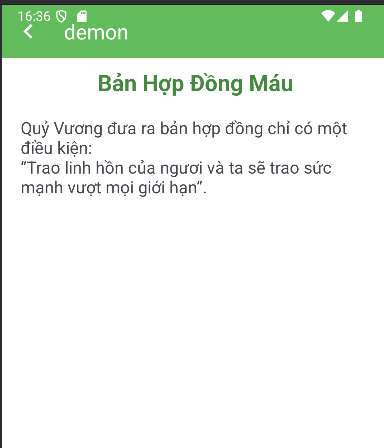 16:36
demon
Bản Hợp Đồng Máu
Quỷ Vương đưa ra bản hợp đồng chỉ có một
điều kiện:
“Trao linh hồn của ngươi và ta sẽ trao sức
mạnh vượt mọi giới hạn”.